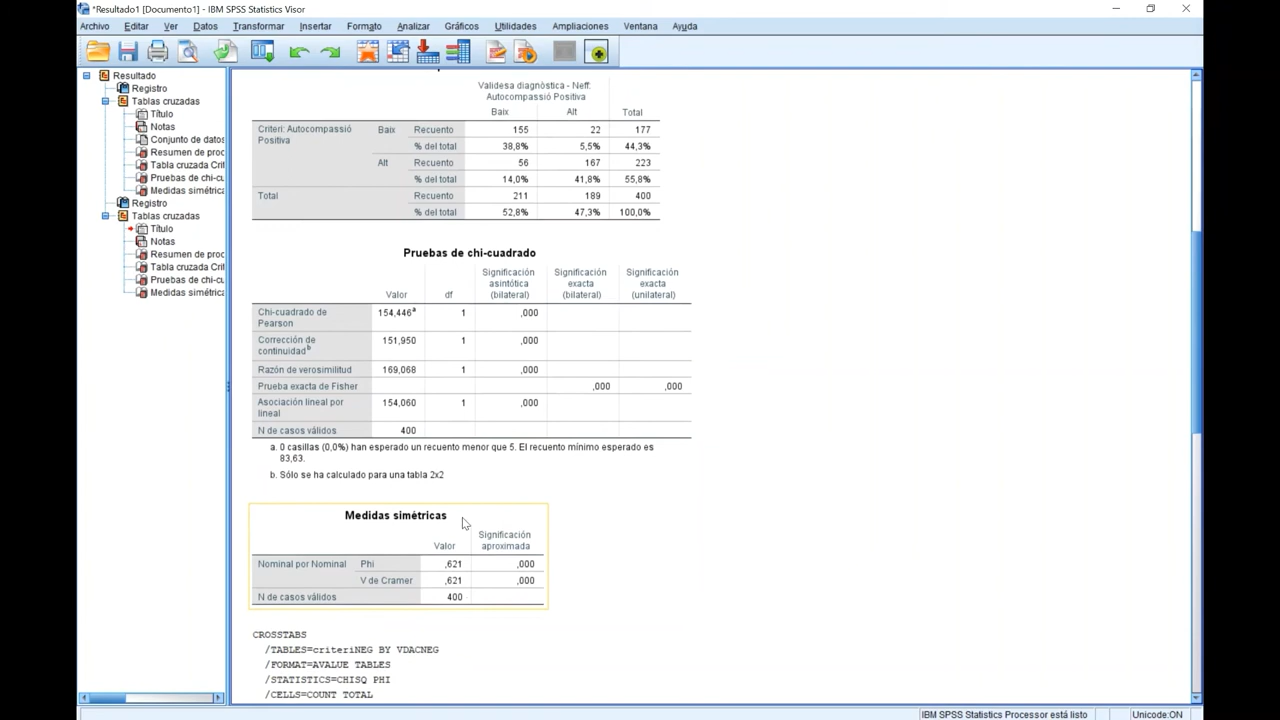 *Resultado1 [Documento1] - IBM SPSS Statistics Visor
Archivo Editar Ver Datos Transformar Insertar Formato Analizar Gráficos Utilidades Ampliaciones Ventana Ayuda
Resultado
Registro
Tablas cruzadas
Título
Notas
Conjunto de datos
Resumen de proc
Tabla cruzada Crit
Pruebas de chi-cu
Medidas simétrica
Registro
Tablas cruzadas
Título
Notas
Resumen de proc
Tabla cruzada Crit
Pruebas de chi-cu
Medidas simétrica
Validesa diagnòstica - Neff:
Autocompassió Positiva
Baix Alt Total
Criteri: Autocompassió Positiva Baix Recuento 155 22 177
% del total 38,8% 5,5% 44,3%
Alt Recuento 56 167 223
% del total 14,0% 41,8% 55,8%
Total Recuento 211 189 400
% del total 52,8% 47,3% 100,0%
Pruebas de chi-cuadrado
Valor df Significación asintótica (bilateral) Significación exacta (bilateral) Significación exacta (unilateral)
Chi-cuadrado de Pearson 154,446a 1 ,000
Corrección de continuidadb 151,950 1 ,000
Razón de verosimilitud 169,068 1 ,000
Prueba exacta de Fisher ,000 ,000
Asociación lineal por lineal 154,060 1 ,000
N de casos válidos 400
a. 0 casillas (0,0%) han esperado un recuento menor que 5. El recuento mínimo esperado es
83,63.
b. Sólo se ha calculado para una tabla 2x2
Medidas simétricas
Valor Significación aproximada
Nominal por Nominal Phi ,621 ,000
V de Cramer ,621 ,000
N de casos válidos 400
CROSSTABS
/TABLES=criteriNEG BY VDACNEG
/FORMAT=AVALUE TABLES
/STATISTICS=CHISQ PHI
/CELLS=COUNT TOTAL
IBM SPSS Statistics Processor está listo Unicode:ON